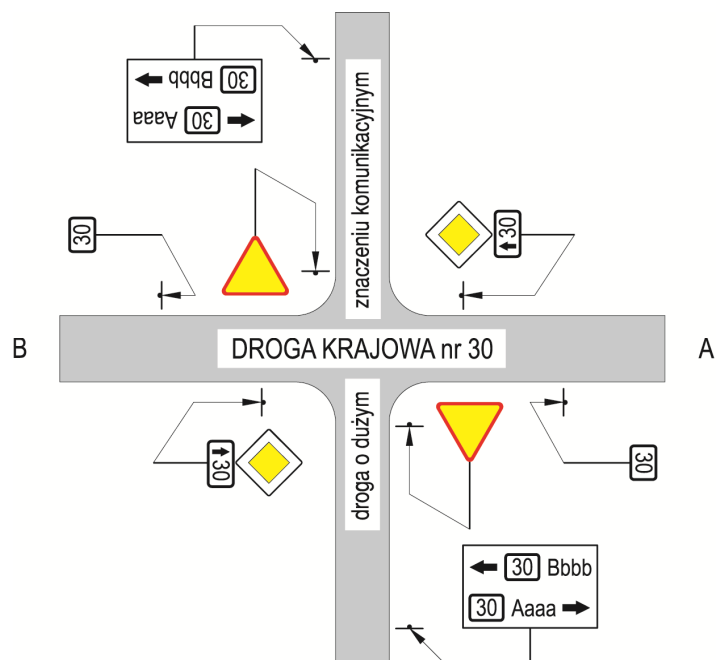 30 Bbbb
30 Aaaa
znaczeniu komunikacyjnym
30
30
B
DROGA KRAJOWA nr 30
A
droga o dużym
30
30
30 Bbbb
30 Aaaa